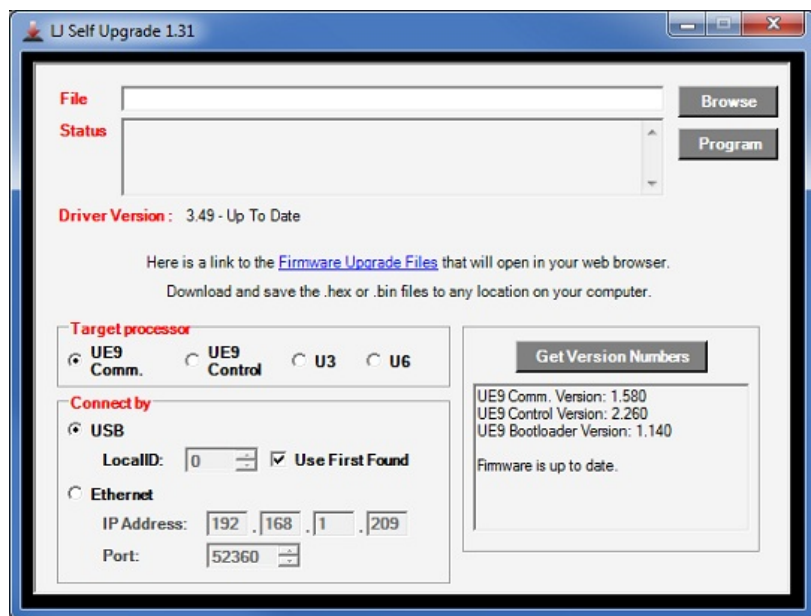 LJ Self Upgrade 1.31
File
Browse
Status
Program
Driver Version : 3.49 - Up To Date
Here is a link to the Firmware Upgrade Files that will open in your web browser.
Download and save the .hex or .bin files to any location on your computer.
Target processor
UE9 Comm.
UE9 Control
U3
U6
Connect by
USB
LocalID: 0
Use First Found
Ethernet
IP Address: 192 . 168 . 1 . 209
Port: 52360
Get Version Numbers
UE9 Comm. Version: 1.580
UE9 Control Version: 2.260
UE9 Bootloader Version: 1.140
Firmware is up to date.